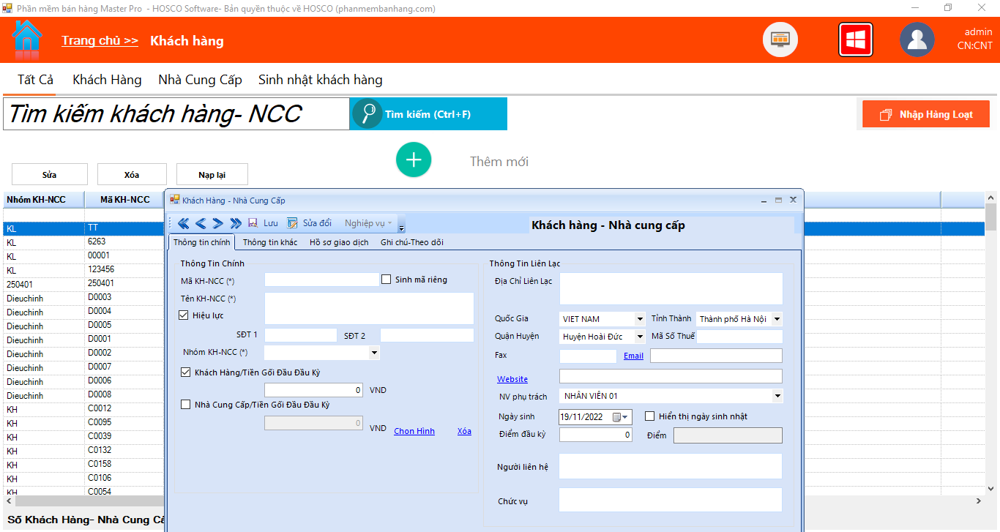 Phần mềm bán hàng Master Pro - HOSCO Software- Bản quyền thuộc về HOSCO (phanmembanhang.com)
Trang chủ >> Khách hàng
admin
CN:CNT
Tất Cả Khách Hàng Nhà Cung Cấp Sinh nhật khách hàng
Tìm kiếm khách hàng- NCC Tìm kiếm (Ctrl+F) Nhập Hàng Loạt
Thêm mới
Sửa Xóa Nạp lại
Nhóm KH-NCC Mã KH-NCC
KL TT
KL 6263
KL 00001
KL 123456
250401 250401
Dieuchinh D0003
Dieuchinh D0004
Dieuchinh D0005
Dieuchinh D0001
Dieuchinh D0002
Dieuchinh D0007
Dieuchinh D0006
Dieuchinh D0008
KH C0012
KH C0095
KH C0039
KH C0132
KH C0158
KH C0106
KH C0054
Số Khách Hàng- Nhà Cung
Khách Hàng - Nhà Cung Cấp
Lưu Sửa đổi Nghiệp vụ Khách hàng - Nhà cung cấp
Thông tin chính Thông tin khác Hồ sơ giao dịch Ghi chú-Theo dõi
Thông Tin Chính
Mã KH-NCC (*) Sinh mã riêng
Tên KH-NCC (*)
Hiệu lực
SĐT 1 SĐT 2
Nhóm KH-NCC (*)
Khách Hàng/Tiền Gối Đầu Đầu Kỳ
0 VND
Nhà Cung Cấp/Tiền Gối Đầu Đầu Kỳ
0 VND Chọn Hình Xóa
Thông Tin Liên Lạc
Địa Chỉ Liên Lạc
Quốc Gia VIET NAM Tỉnh Thành Thành phố Hà Nội
Quận Huyện Huyện Hoài Đức Mã Số Thuế
Fax Email
Website
NV phụ trách NHÂN VIÊN 01
Ngày sinh 19/11/2022 Hiển thị ngày sinh nhật
Điểm đầu kỳ 0 Điểm
Người liên hệ
Chức vụ